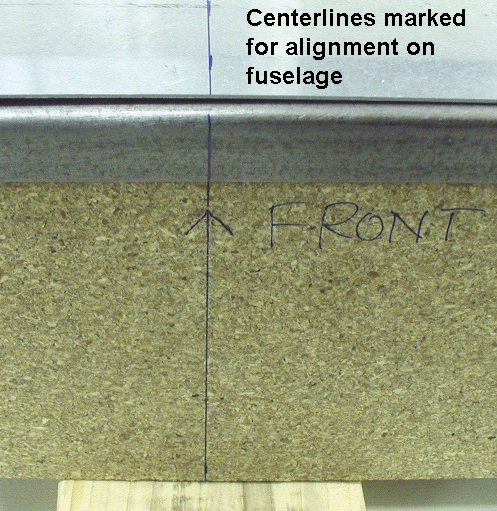 Centerlines marked
for alignment on
fuselage
FRONT